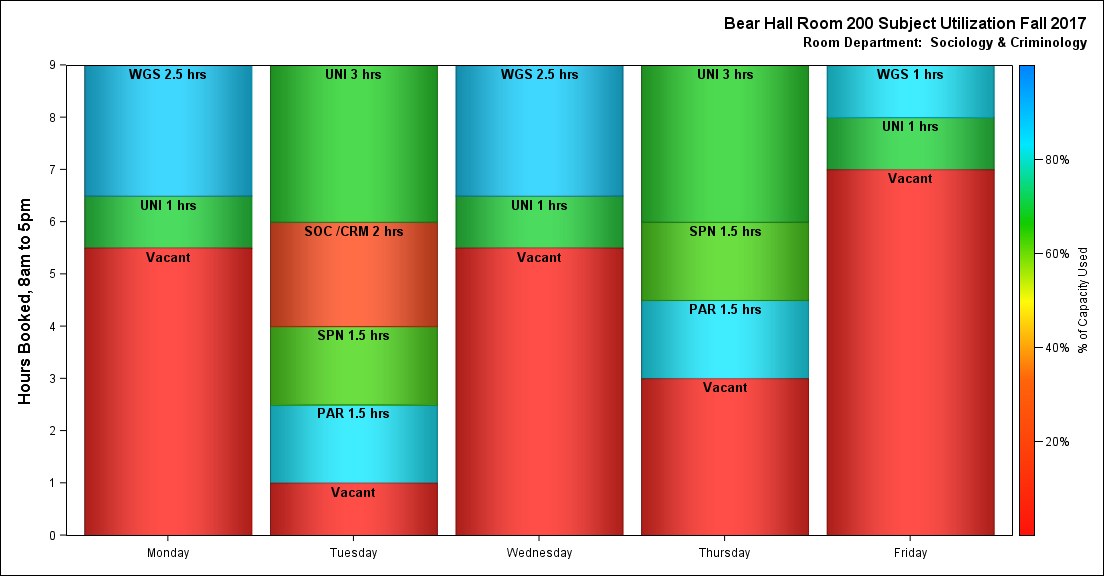 Bear Hall Room 200 Subject Utilization Fall 2017
Room Department:  Sociology & Criminology
Hours Booked, 8am to 5pm
9
8
7
6
5
4
3
2
1
0
WGS 2.5 hrs
UNI 1 hrs
Vacant
Monday
UNI 3 hrs
SOC /CRM 2 hrs
SPN 1.5 hrs
PAR 1.5 hrs
Vacant
Tuesday
WGS 2.5 hrs
UNI 1 hrs
Vacant
Wednesday
UNI 3 hrs
SPN 1.5 hrs
PAR 1.5 hrs
Vacant
Thursday
WGS 1 hrs
UNI 1 hrs
Vacant
Friday
80%
60%
40%
20%
% of Capacity Used